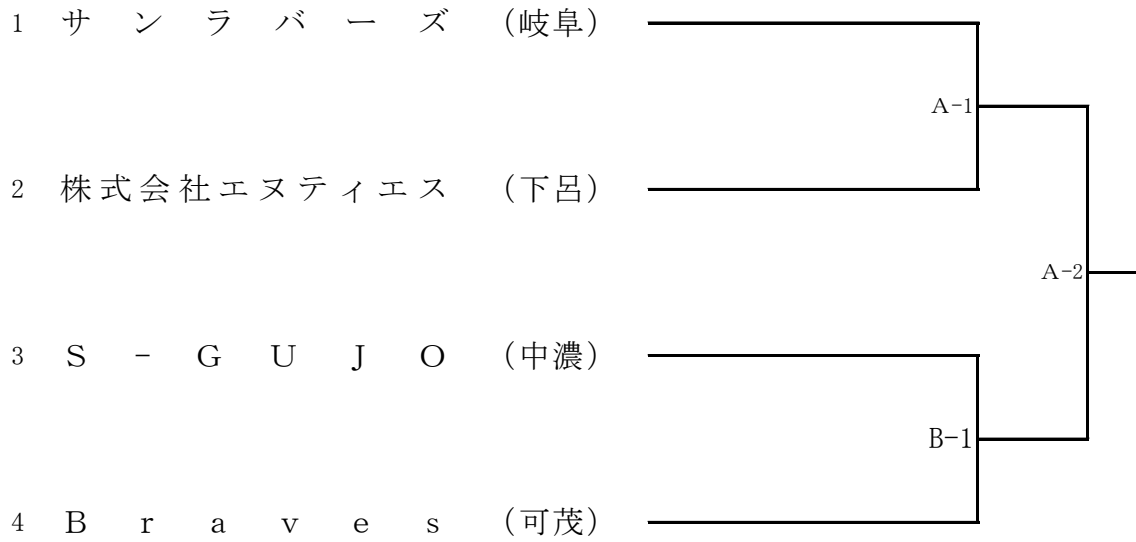 1 サンラバーズ (岐阜)
A-1
2 株式会社エヌティエス (下呂)
A-2
3 S-GUJO (中濃)
B-1
4 Braves (可茂)